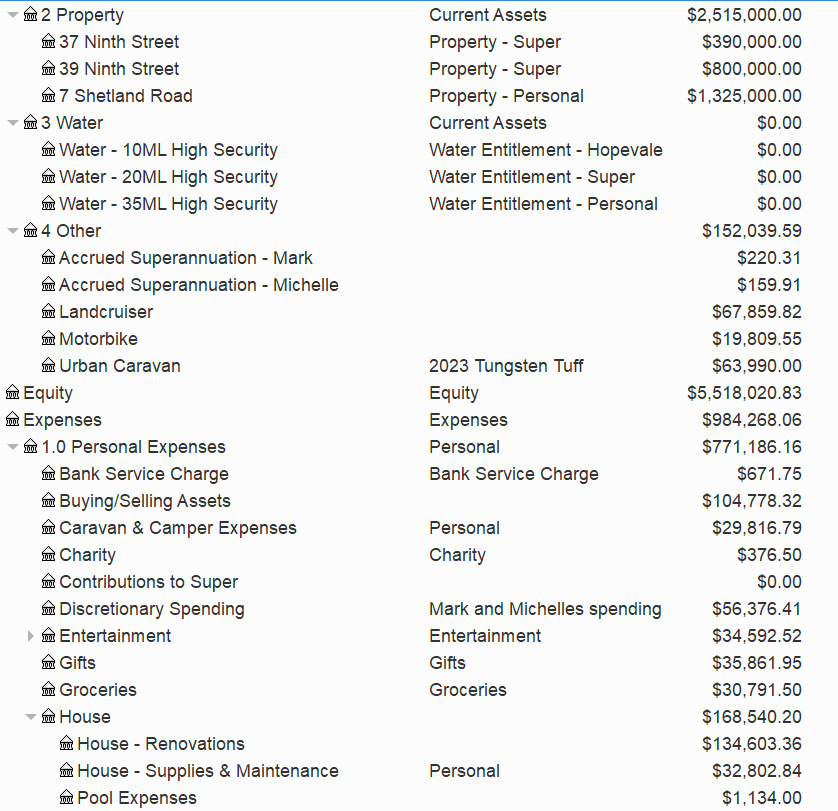 2 Property Current Assets $2,515,000.00
37 Ninth Street Property - Super $390,000.00
39 Ninth Street Property - Super $800,000.00
7 Shetland Road Property - Personal $1,325,000.00
3 Water Current Assets $0.00
Water - 10ML High Security Water Entitlement - Hopevale $0.00
Water - 20ML High Security Water Entitlement - Super $0.00
Water - 35ML High Security Water Entitlement - Personal $0.00
4 Other $152,039.59
Accrued Superannuation - Mark $220.31
Accrued Superannuation - Michelle $159.91
Landcruiser $67,859.82
Motorbike $19,809.55
Urban Caravan 2023 Tungsten Tuff $63,990.00
Equity Equity $5,518,020.83
Expenses Expenses $984,268.06
1.0 Personal Expenses Personal $771,186.16
Bank Service Charge Bank Service Charge $671.75
Buying/Selling Assets $104,778.32
Caravan & Camper Expenses Personal $29,816.79
Charity Charity $376.50
Contributions to Super $0.00
Discretionary Spending Mark and Michelles spending $56,376.41
Entertainment Entertainment $34,592.52
Gifts Gifts $35,861.95
Groceries Groceries $30,791.50
House $168,540.20
House - Renovations $134,603.36
House - Supplies & Maintenance Personal $32,802.84
Pool Expenses $1,134.00